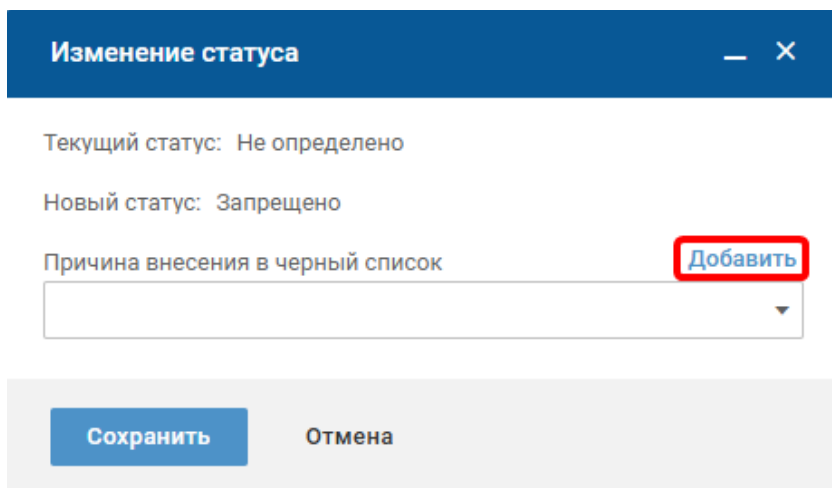 Изменение статуса
Текущий статус: Не определено
Новый статус: Запрещено
Причина внесения в черный список Добавить
Сохранить Отмена